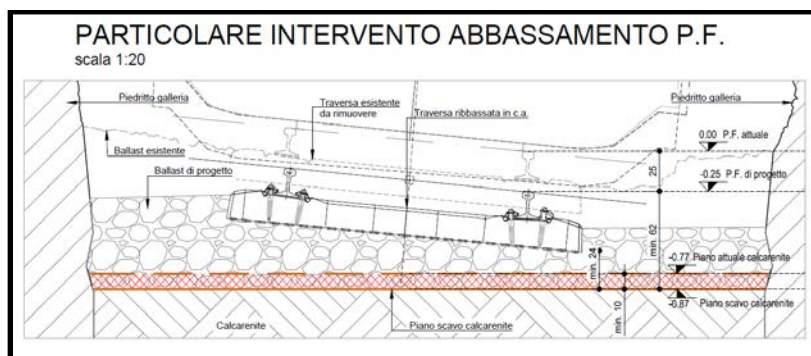 PARTICOLARE INTERVENTO ABBASSAMENTO P.F.
scala 1:20
Piedritto galleria
Traversa esistente
da rimuovere
Traversa ribbassata in c.a.
Piedritto galleria
0.00 P.F. attuale
Ballast esistente
25
-0.25 P.F. di progetto
Ballast di progetto
min. 62
min. 24
-0.77 Piano attuale calcarenite
-0.87 Piano scavo calcarenite
min. 10
Calcarenite
Piano scavo calcarenite